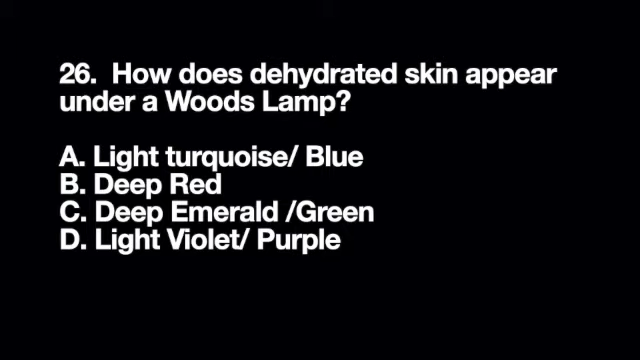 26.  How does dehydrated skin appear
under a Woods Lamp?
A. Light turquoise/ Blue
B. Deep Red
C. Deep Emerald /Green
D. Light Violet/ Purple